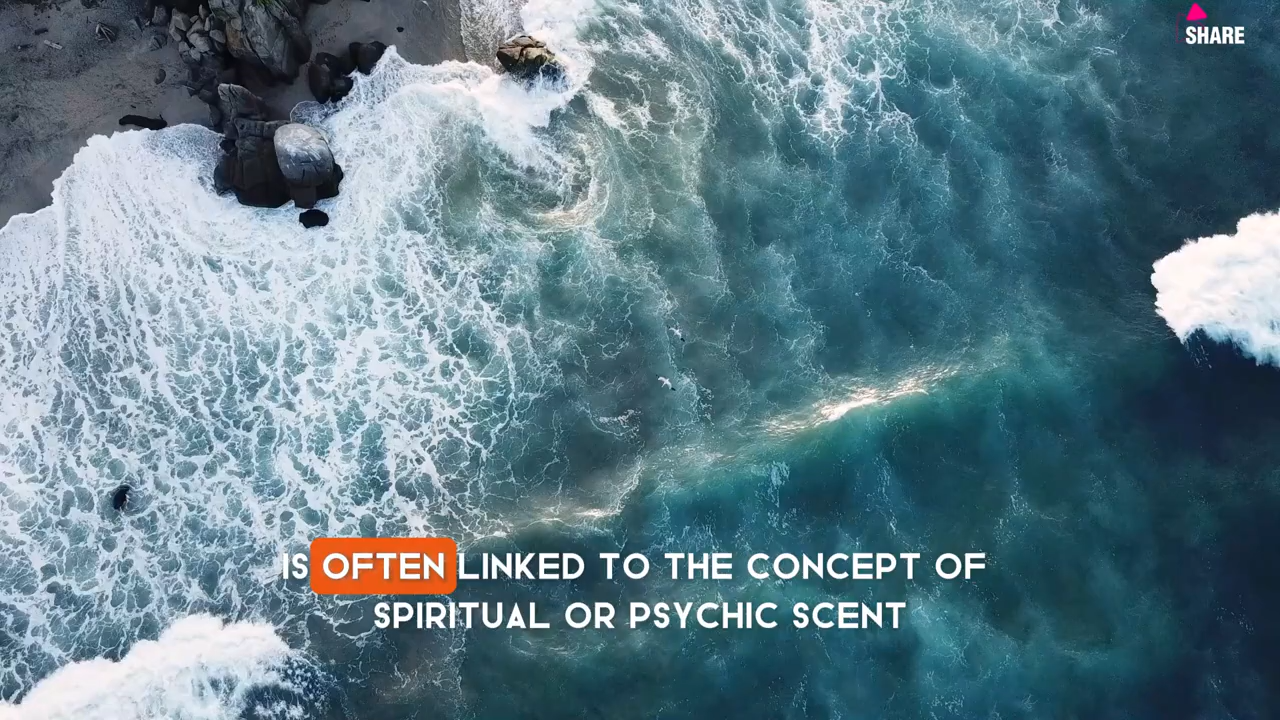 SHARE
IS OFTEN LINKED TO THE CONCEPT OF
SPIRITUAL OR PSYCHIC SCENT